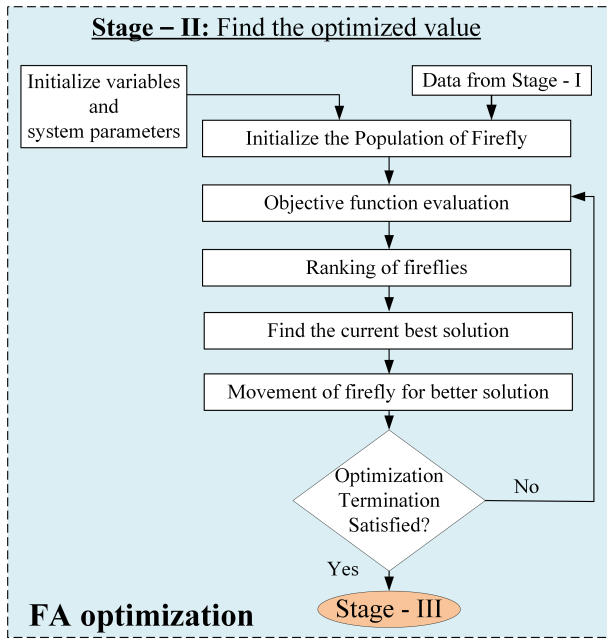 Stage – II: Find the optimized value
Initialize variables
and
system parameters
Data from Stage - I
Initialize the Population of Firefly
Objective function evaluation
Ranking of fireflies
Find the current best solution
Movement of firefly for better solution
Optimization
Termination
Satisfied?
No
Yes
Stage - III
FA optimization